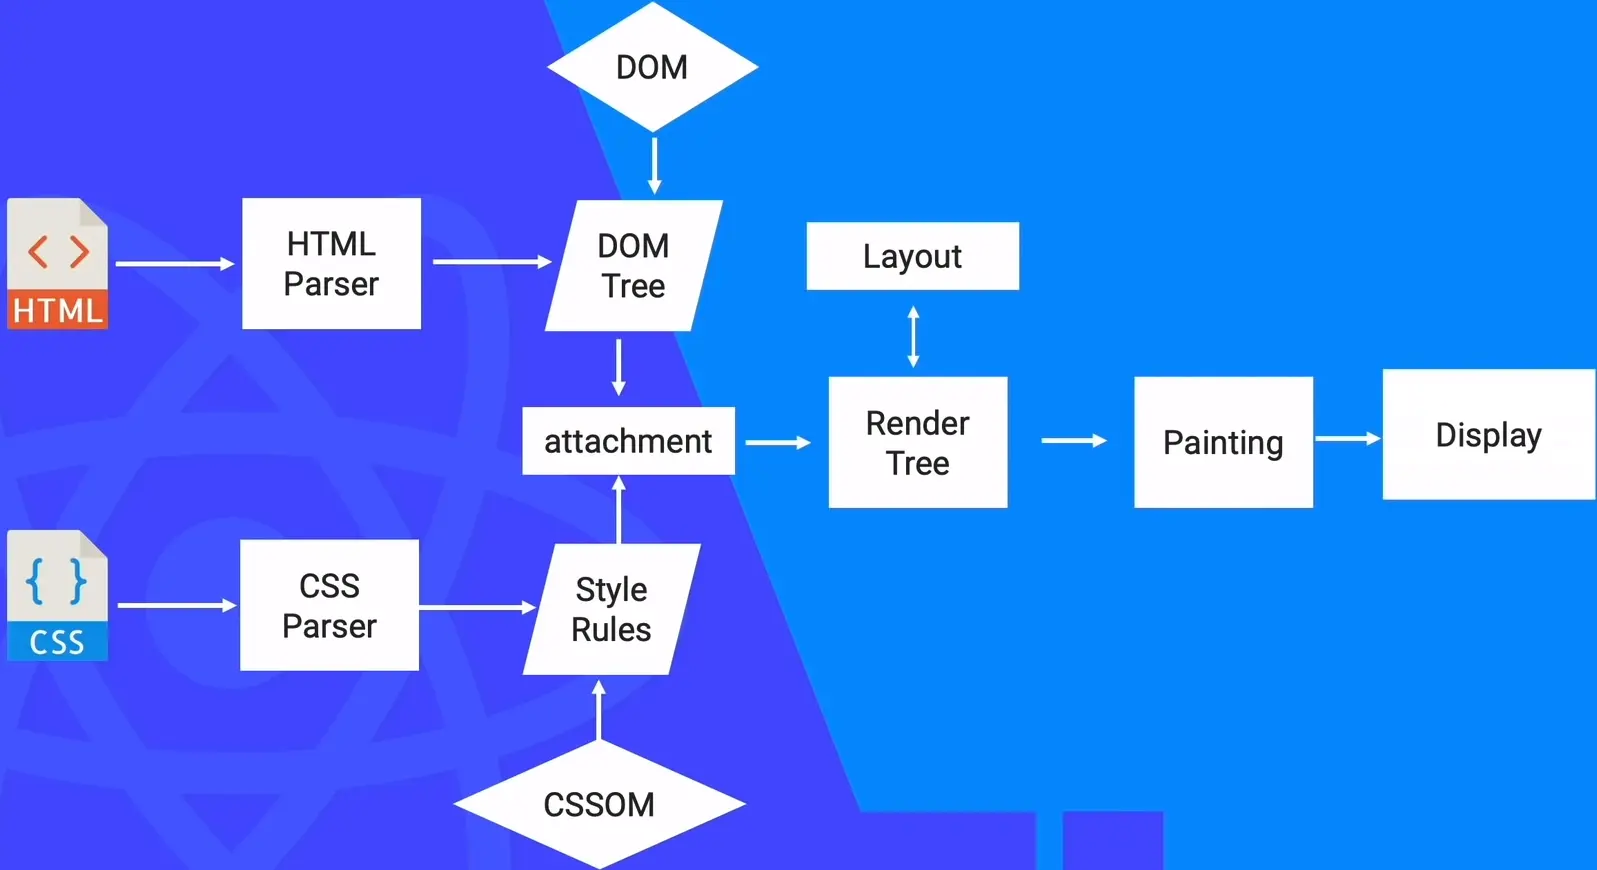 DOM
HTML
HTML
Parser
DOM
Tree
Layout
attachment
Render
Tree
Painting
Display
CSS
CSS
Parser
Style
Rules
CSSOM